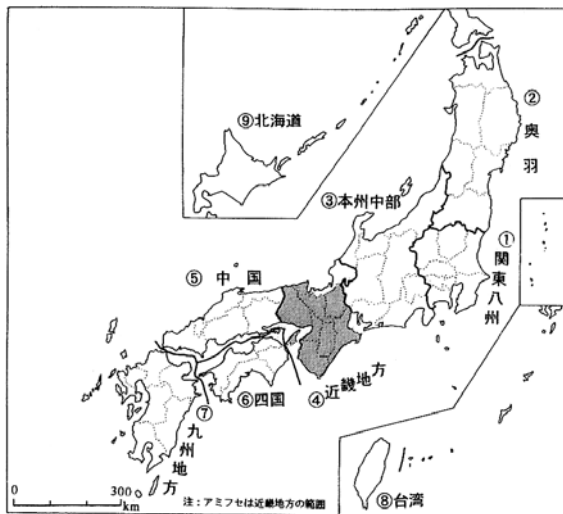 ⑨北海道
②奥羽
③本州中部
①関東八州
⑤中国
④近畿地方
⑥四国
⑦九州地方
⑧台湾
0 300
km
注：アミフセは近畿地方の範囲